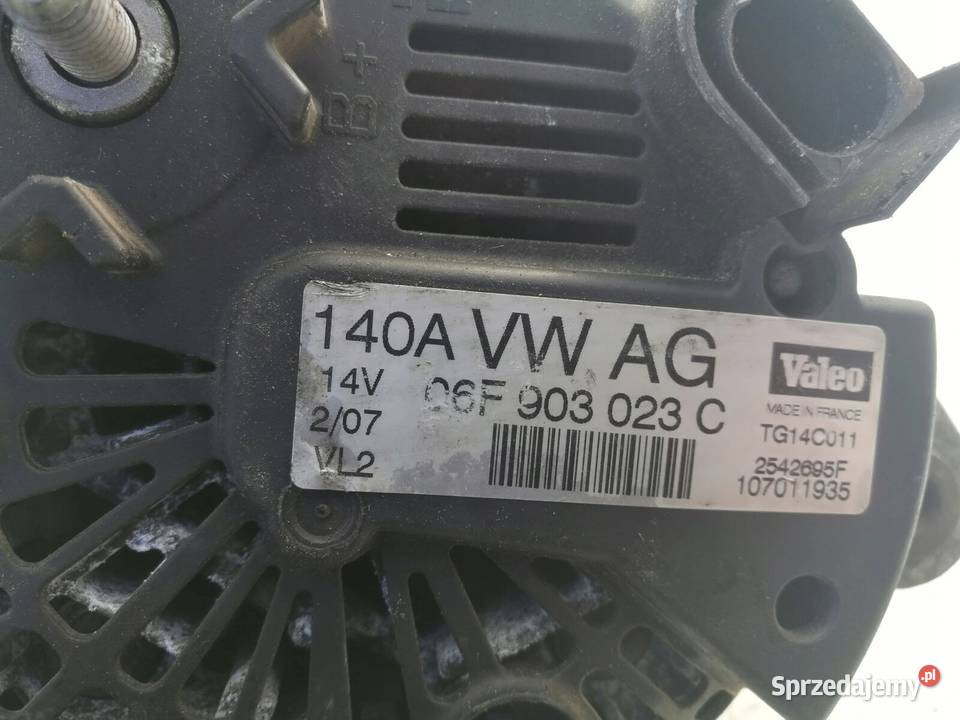 B+
140A VW AG
14V 06F 903 023 C
2/07
VL2
Valeo
MADE IN FRANCE
TG14C011
2542695F
107011935
Sprzedajemy.pl